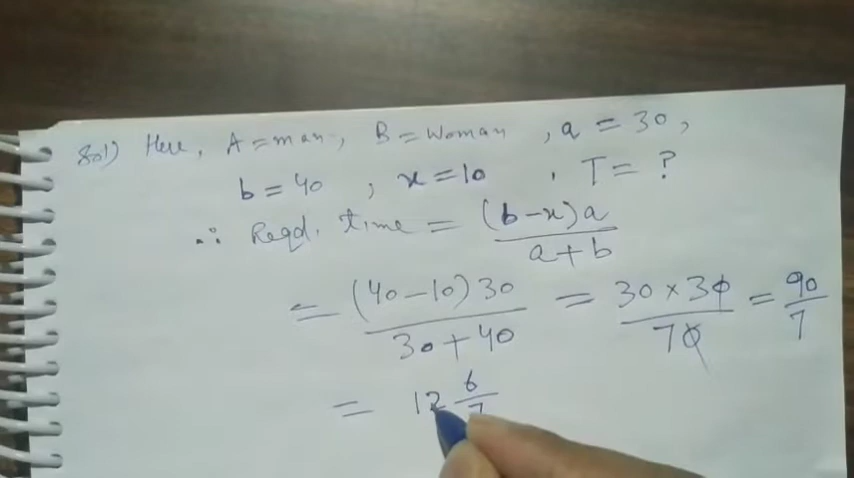 Sol) Here, A = man, B = Woman, a = 30,
b = 40, x = 10, T = ?
∴ Reqd. time = (b-x)a / a+b
= (40-10)30 / 30+40 = 30×30 / 70 = 90/7
= 12 6/7